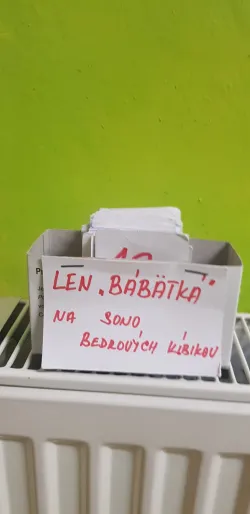 LEN „BÁBÄTKÁ"
NA SONO
BEDROVÝCH KĹBIKOV